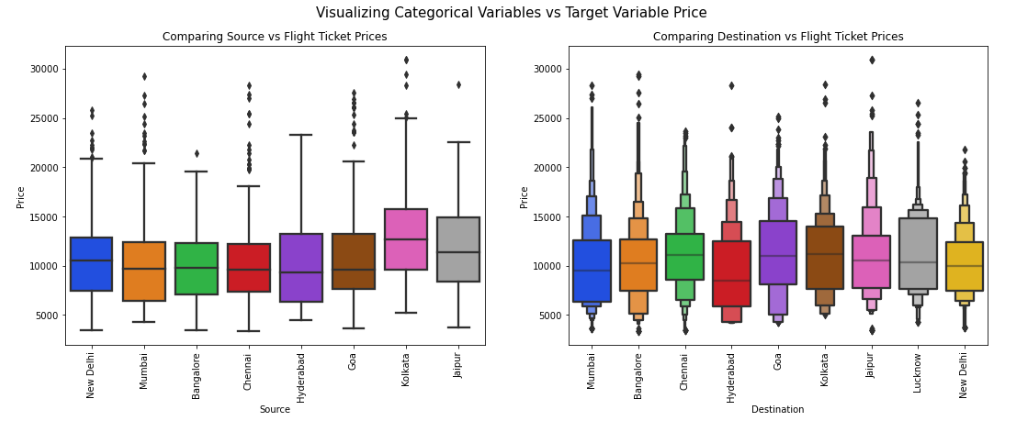 Visualizing Categorical Variables vs Target Variable Price
Comparing Source vs Flight Ticket Prices
30000
25000
20000
15000
10000
5000
Price
New Delhi
Mumbai
Bangalore
Chennai
Hyderabad
Goa
Kolkata
Jaipur
Source
Comparing Destination vs Flight Ticket Prices
30000
25000
20000
15000
10000
5000
Price
Mumbai
Bangalore
Chennai
Hyderabad
Goa
Kolkata
Jaipur
Lucknow
New Delhi
Destination